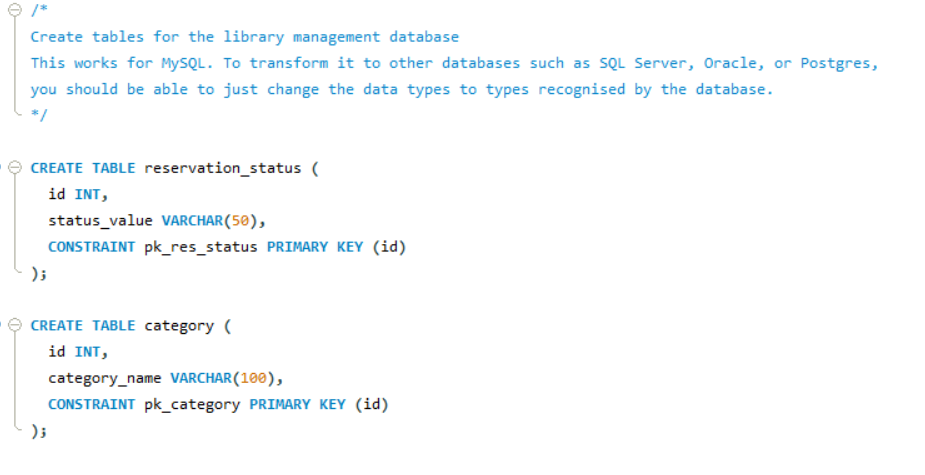 /*
Create tables for the library management database
This works for MySQL. To transform it to other databases such as SQL Server, Oracle, or Postgres,
you should be able to just change the data types to types recognised by the database.
*/
CREATE TABLE reservation_status (
id INT,
status_value VARCHAR(50),
CONSTRAINT pk_res_status PRIMARY KEY (id)
);
CREATE TABLE category (
id INT,
category_name VARCHAR(100),
CONSTRAINT pk_category PRIMARY KEY (id)
);